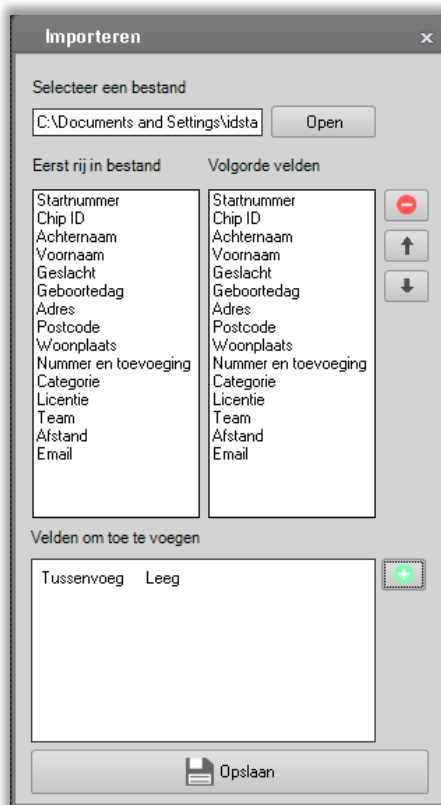 Importeren
Selecteer een bestand
C:\Documents and Settings\idsta
Open
Eerst rij in bestand
Startnummer
Chip ID
Achternaam
Voornaam
Geslacht
Geboortedag
Adres
Postcode
Woonplaats
Nummer en toevoeging
Categorie
Licentie
Team
Afstand
Email
Volgorde velden
Startnummer
Chip ID
Achternaam
Voornaam
Geslacht
Geboortedag
Adres
Postcode
Woonplaats
Nummer en toevoeging
Categorie
Licentie
Team
Afstand
Email
Velden om toe te voegen
Tussenvoeg Leeg
Opslaan